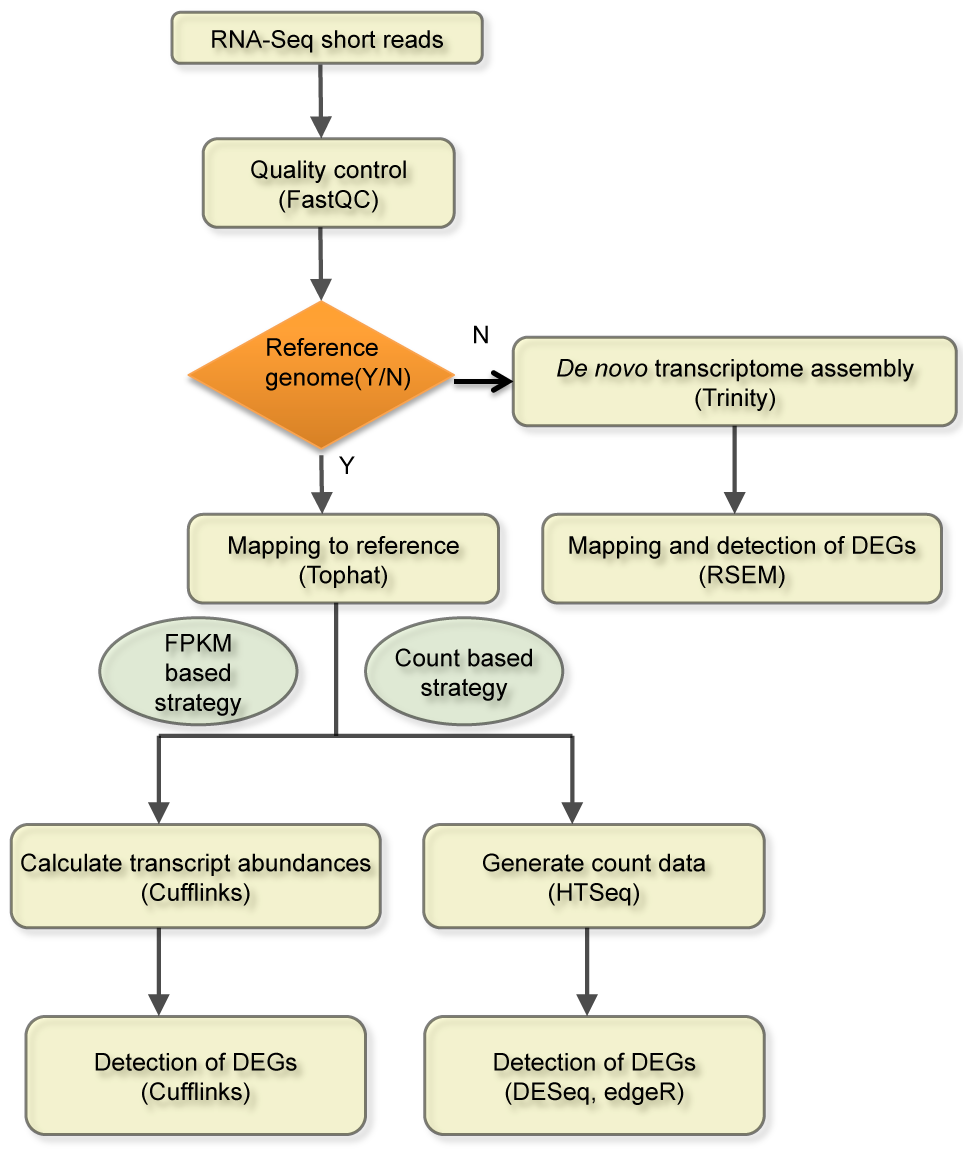 RNA-Seq short reads
Quality control
(FastQC)
Reference
genome(Y/N)
N
De novo transcriptome assembly
(Trinity)
Y
Mapping to reference
(Tophat)
Mapping and detection of DEGs
(RSEM)
FPKM
based
strategy
Count based
strategy
Calculate transcript abundances
(Cufflinks)
Generate count data
(HTSeq)
Detection of DEGs
(Cufflinks)
Detection of DEGs
(DESeq, edgeR)